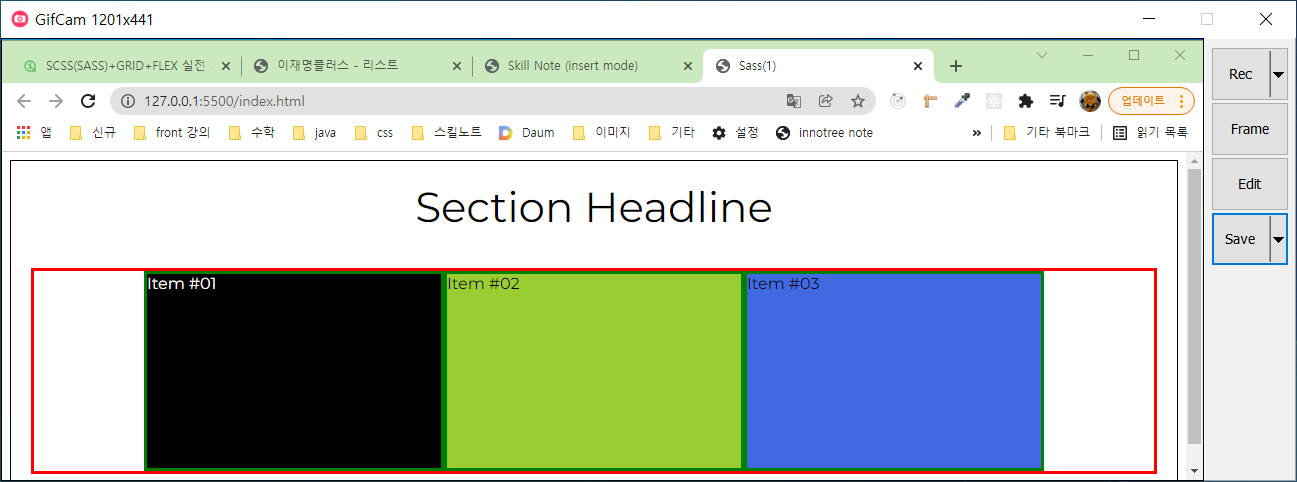 GifCam 1201x441
SCSS(SASS)+GRID+FLEX 실전
이재명플러스 - 리스트
Skill Note (insert mode)
Sass(1)
127.0.0.1:5500/index.html
업데이트
앱 신규 front 강의 수학 java css 스킬노트 Daum 이미지 기타 설정 innotree note » 기타 북마크 읽기 목록
Section Headline
Item #01 Item #02 Item #03
Rec
Frame
Edit
Save